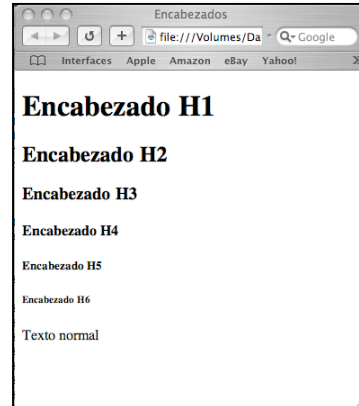 Encabezados
file:///Volumes/Da
Google
Interfaces Apple Amazon eBay Yahoo!
Encabezado H1
Encabezado H2
Encabezado H3
Encabezado H4
Encabezado H5
Encabezado H6
Texto normal